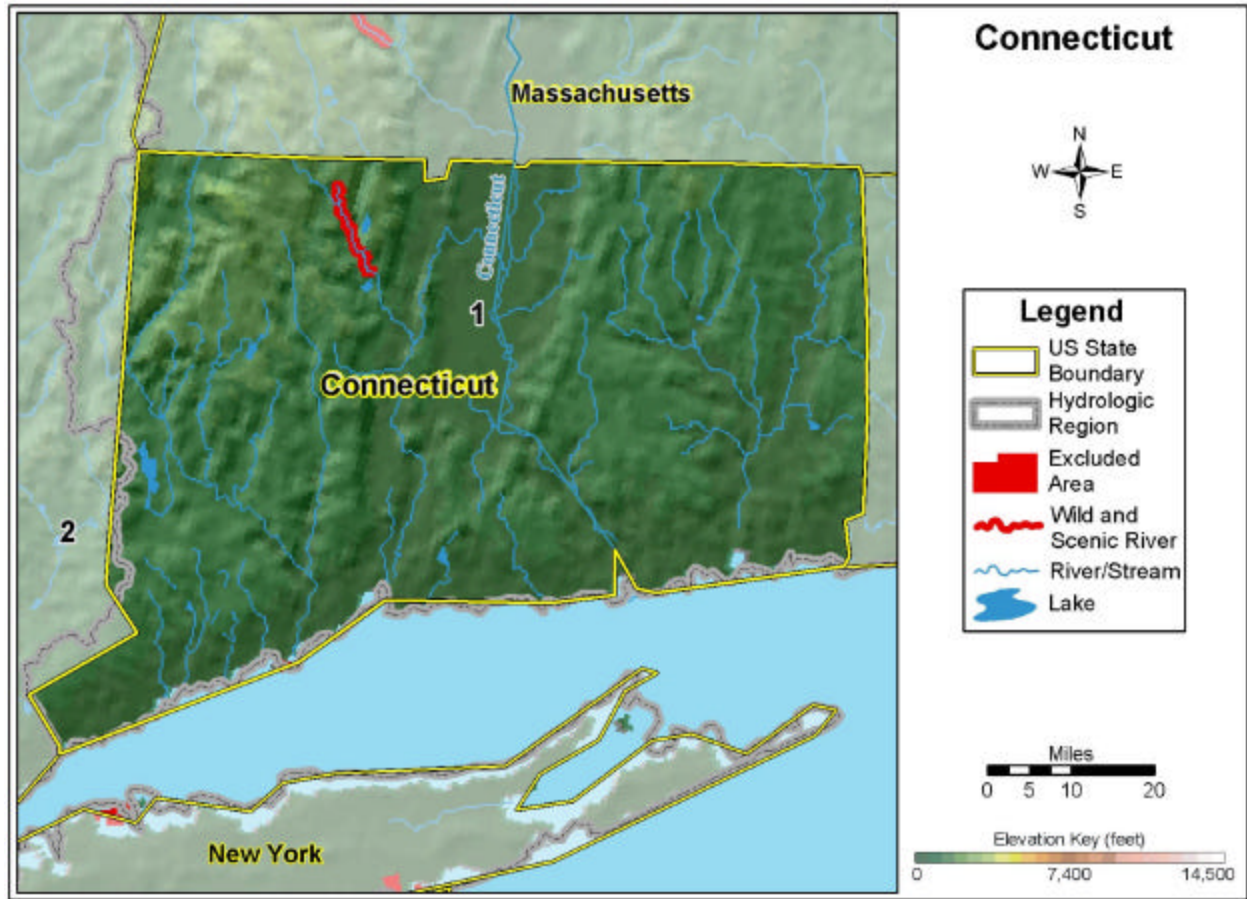 Connecticut
Massachusetts
N
W E
S
Connecticut
1
Connecticut
2
New York
Legend
US State
Boundary
Hydrologic
Region
Excluded
Area
Wild and
Scenic River
River/Stream
Lake
Miles
0 5 10 20
Elevation Key (feet)
0 7,400 14,500